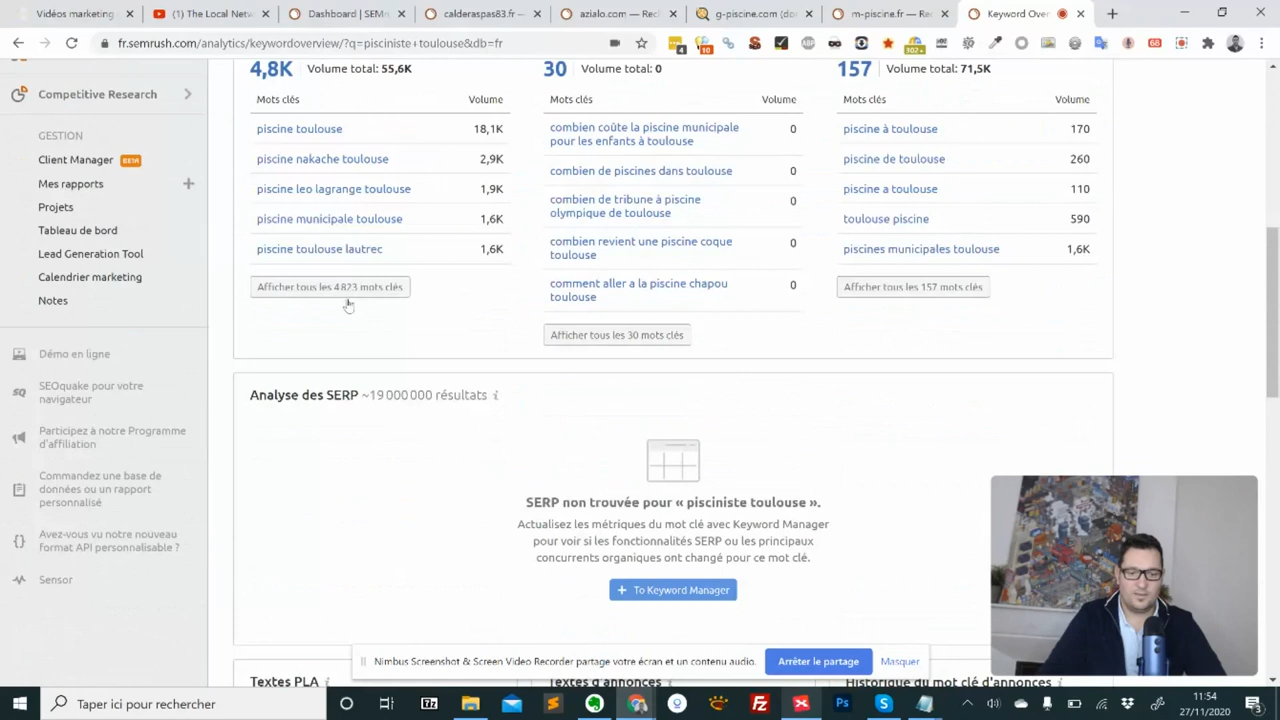 Vidéos marketing
(1) The Local Netw
Dashboard | SEMr
calderaspas83.fr –
azialo.com – Recl
g-piscine.com (do
m-piscine.fr – Rec
Keyword Over
fr.semrush.com/analytics/keywordoverview/?q=pisciniste+toulouse&db=fr
4,8K Volume total: 55,6K
Mots clés Volume
piscine toulouse 18,1K
piscine nakache toulouse 2,9K
piscine leo lagrange toulouse 1,9K
piscine municipale toulouse 1,6K
piscine toulouse lautrec 1,6K
Afficher tous les 4 823 mots clés
30 Volume total: 0
Mots clés Volume
combien coûte la piscine municipale 0
pour les enfants à toulouse
combien de piscines dans toulouse 0
combien de tribune à piscine 0
olympique de toulouse
combien revient une piscine coque 0
toulouse
comment aller a la piscine chapou 0
toulouse
Afficher tous les 30 mots clés
157 Volume total: 71,5K
Mots clés Volume
piscine à toulouse 170
piscine de toulouse 260
piscine a toulouse 110
toulouse piscine 590
piscines municipales toulouse 1,6K
Afficher tous les 157 mots clés
Competitive Research
GESTION
Client Manager BETA
Mes rapports
Projets
Tableau de bord
Lead Generation Tool
Calendrier marketing
Notes
Démo en ligne
SEOquake pour votre
navigateur
Participez à notre Programme
d'affiliation
Commandez une base de
données ou un rapport
personnalisé
Avez-vous vu notre nouveau
format API personnalisable ?
Sensor
Analyse des SERP ~19 000 000 résultats
SERP non trouvée pour « pisciniste toulouse ».
Actualisez les métriques du mot clé avec Keyword Manager
pour voir si les fonctionnalités SERP ou les principaux
concurrents organiques ont changé pour ce mot clé.
+ To Keyword Manager
Nimbus Screenshot & Screen Video Recorder partage votre écran et un contenu audio.
Arrêter le partage
Masquer
Textes PLA
Textes d'annonces
Historique du mot clé d'annonces
Taper ici pour rechercher
11:54
27/11/2020